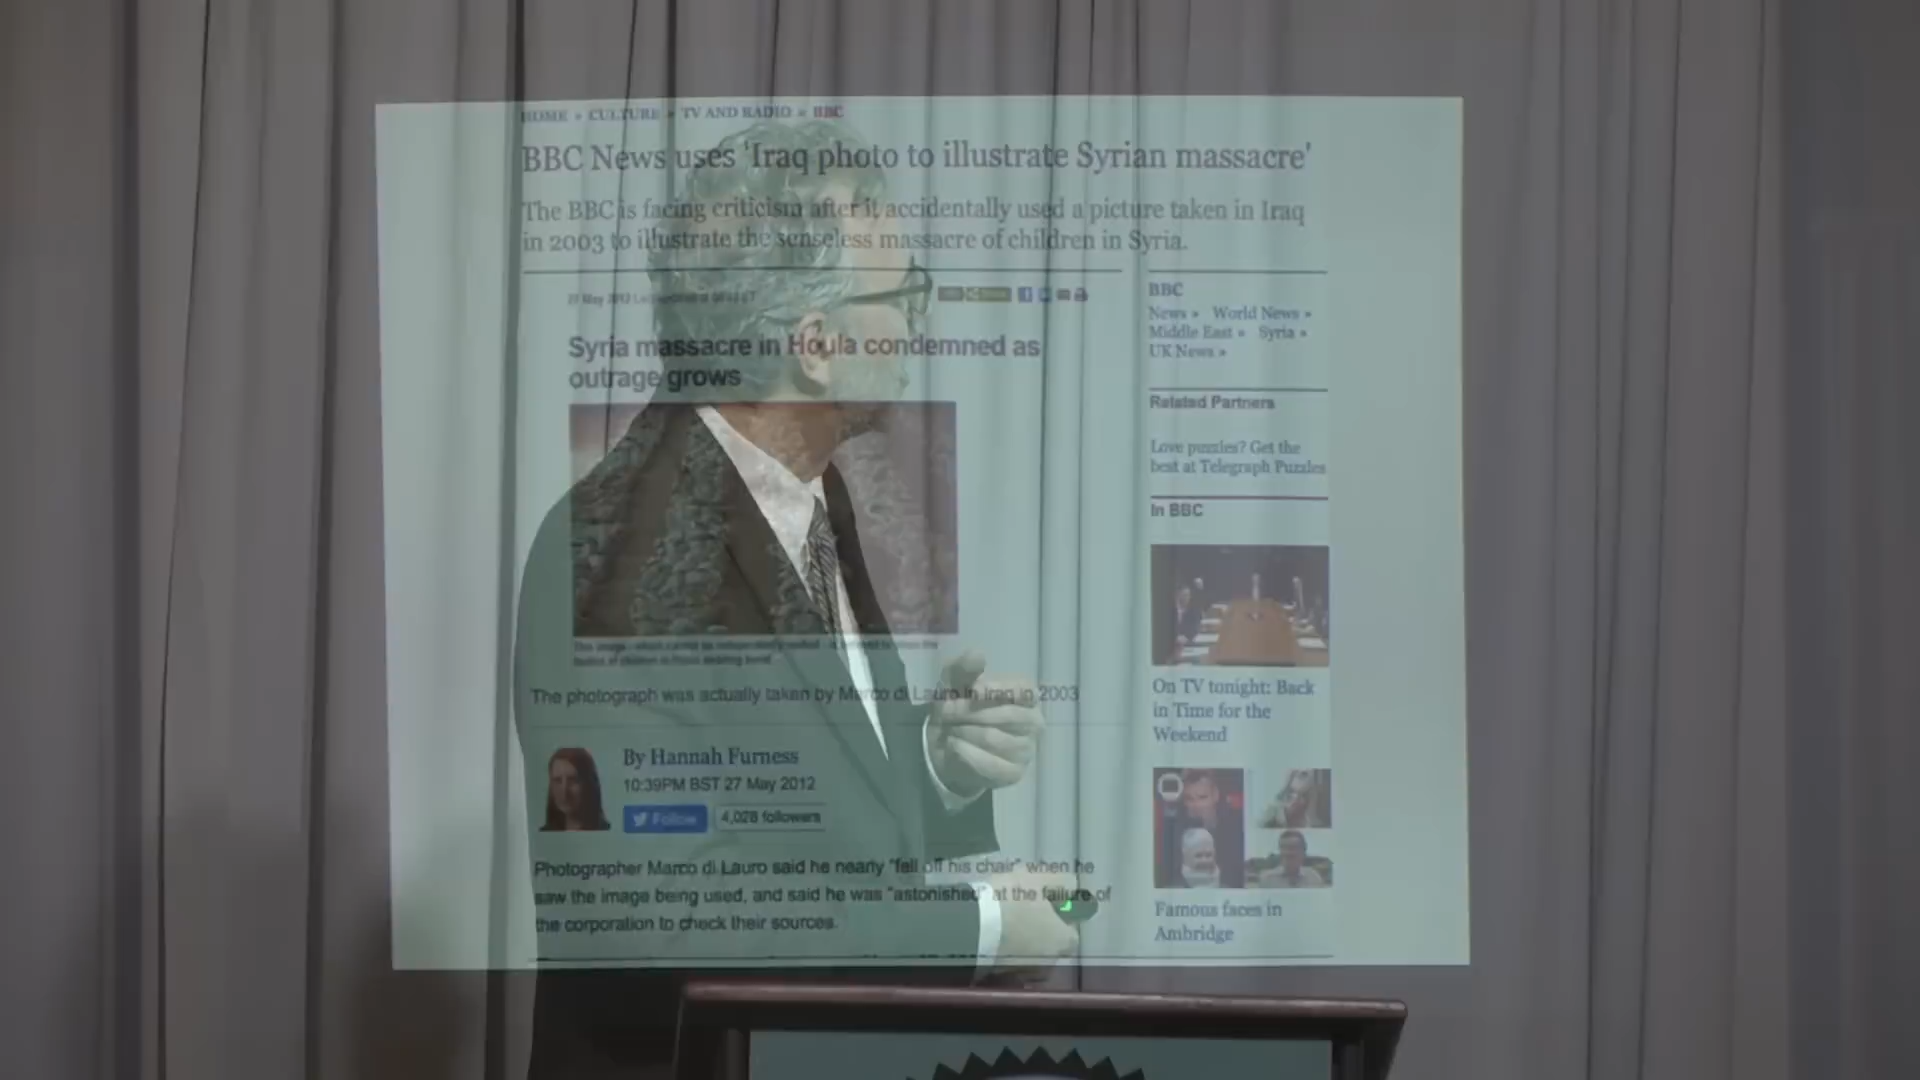 HOME » CULTURE » TV AND RADIO » BBC
BBC News uses 'Iraq photo to illustrate Syrian massacre'
The BBC is facing criticism after it accidentally used a picture taken in Iraq
in 2003 to illustrate the senseless massacre of children in Syria.
27 May 2012
Syria massacre in Houla condemned as
outrage grows
The photograph was actually taken by Marco di Lauro in Iraq in 2003
By Hannah Furness
10:39PM BST 27 May 2012
Follow
4,028 followers
Photographer Marco di Lauro said he nearly "fell off his chair" when he
saw the image being used, and said he was "astonished" at the failure of
the corporation to check their sources.
BBC
News » World News »
Middle East » Syria »
UK News »
Related Partners
Love puzzles? Get the
best at Telegraph Puzzles
In BBC
On TV tonight: Back
in Time for the
Weekend
Famous faces in
Ambridge